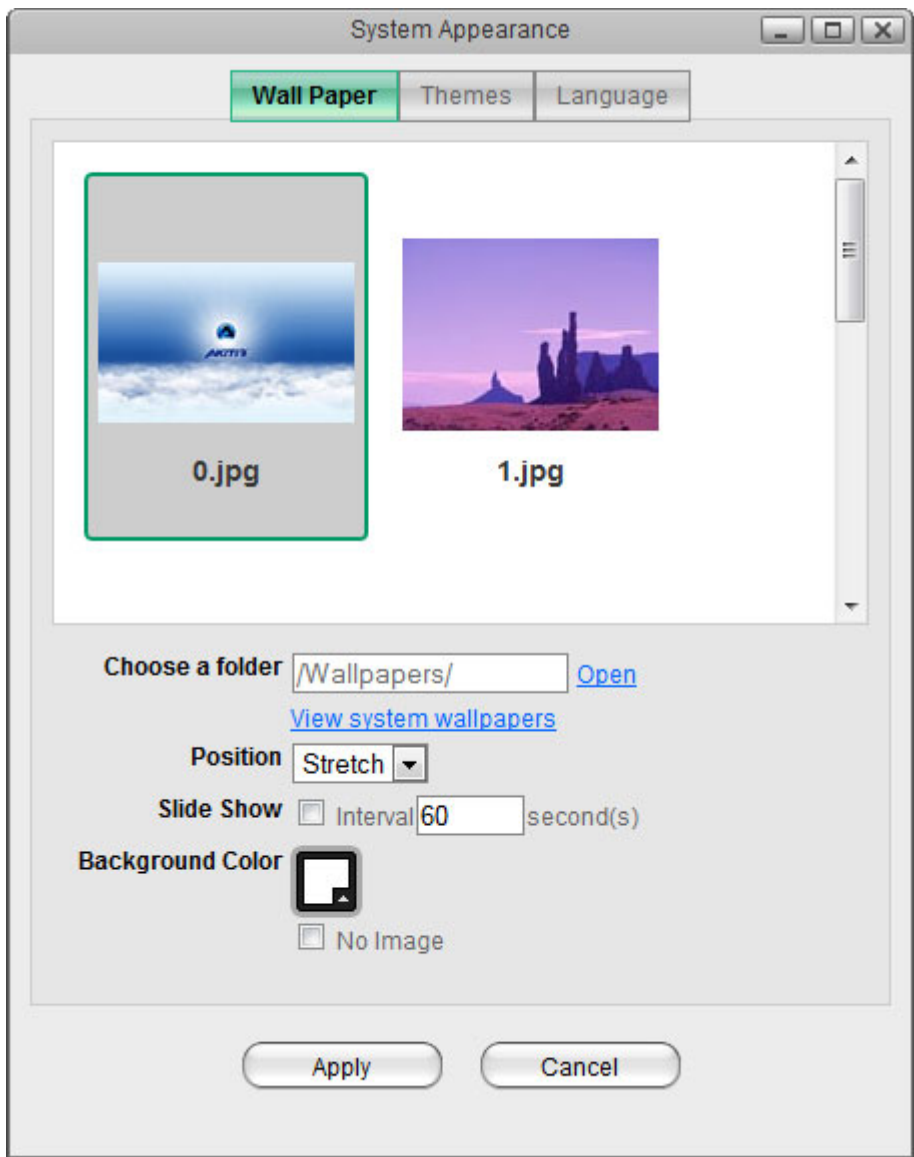 System Appearance
Wall Paper Themes Language
AKiTiO
0.jpg 1.jpg
Choose a folder /Wallpapers/ Open
View system wallpapers
Position Stretch
Slide Show Interval 60 second(s)
Background Color
No Image
Apply Cancel